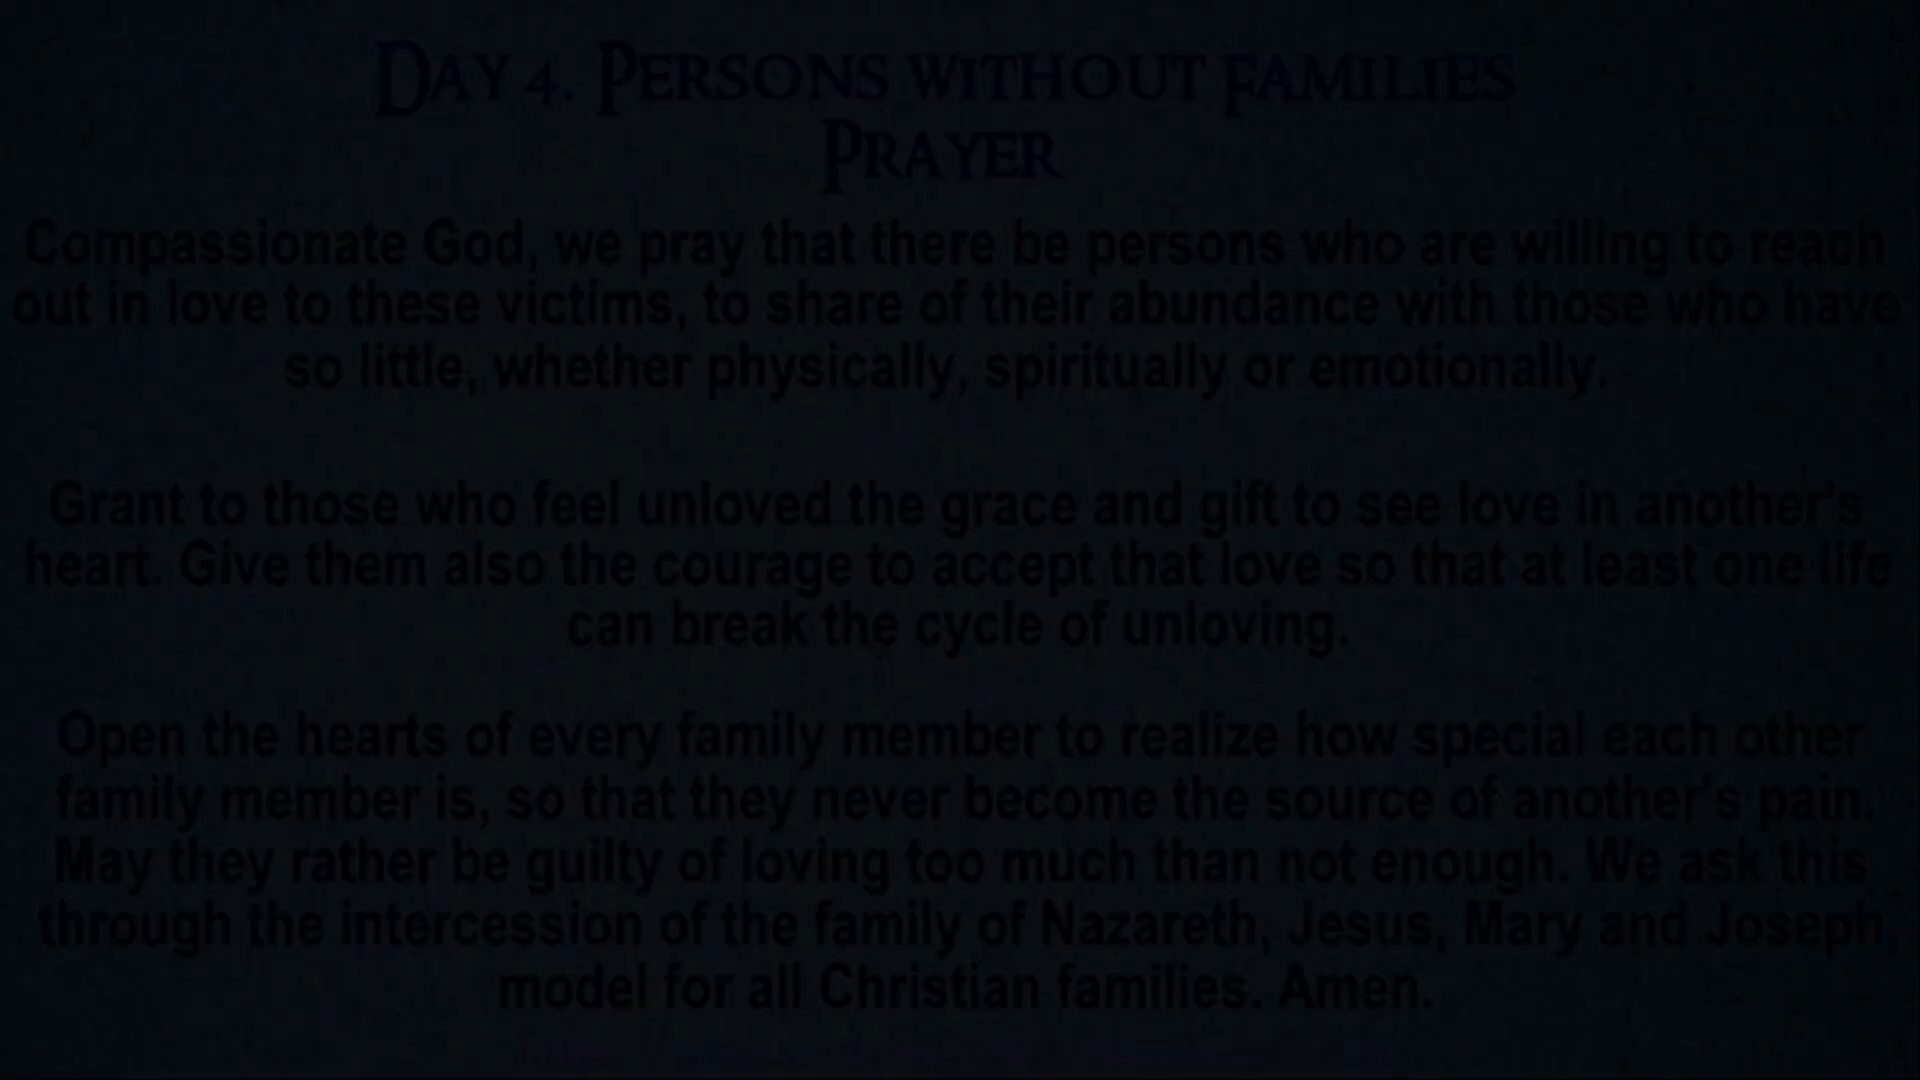 Day 4. Persons without families
Prayer
Compassionate God, we pray that there be persons who are willing to reach
out in love to these victims, to share of their abundance with those who have
so little, whether physically, spiritually or emotionally.
Grant to those who feel unloved the grace and gift to see love in another's
heart. Give them also the courage to accept that love so that at least one life
can break the cycle of unloving.
Open the hearts of every family member to realize how special each other
family member is, so that they never become the source of another's pain.
May they rather be guilty of loving too much than not enough. We ask this
through the intercession of the family of Nazareth, Jesus, Mary and Joseph,
model for all Christian families. Amen.